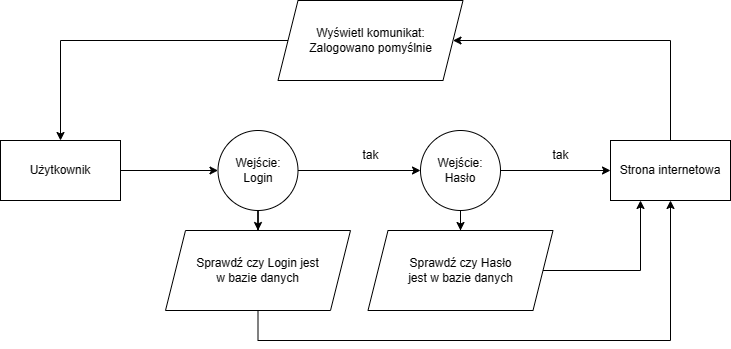 Wyświetl komunikat:
Zalogowano pomyślnie
Użytkownik
Wejście:
Login
tak
Wejście:
Hasło
tak
Strona internetowa
Sprawdź czy Login jest
w bazie danych
Sprawdź czy Hasło
jest w bazie danych